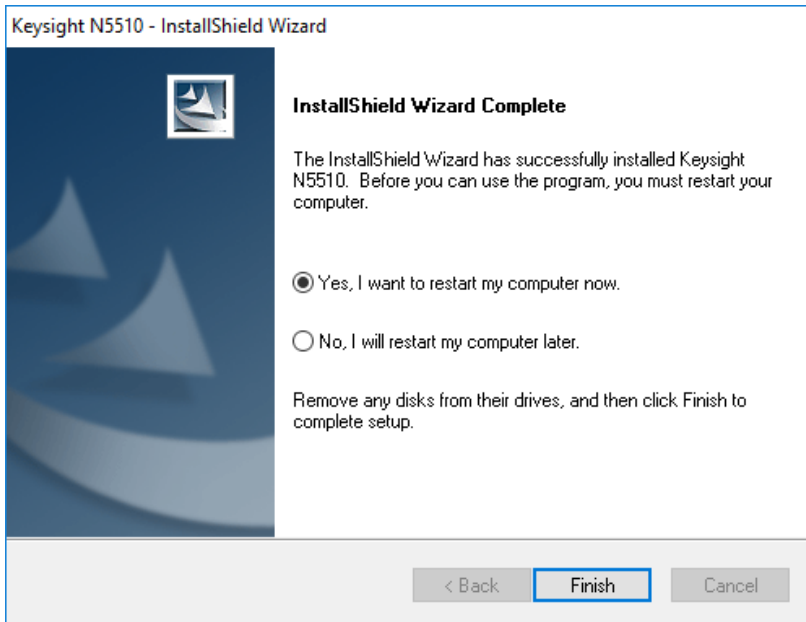 Keysight N5510 - InstallShield Wizard
InstallShield Wizard Complete
The InstallShield Wizard has successfully installed Keysight
N5510.  Before you can use the program, you must restart your
computer.
Yes, I want to restart my computer now.
No, I will restart my computer later.
Remove any disks from their drives, and then click Finish to
complete setup.
< Back
Finish
Cancel